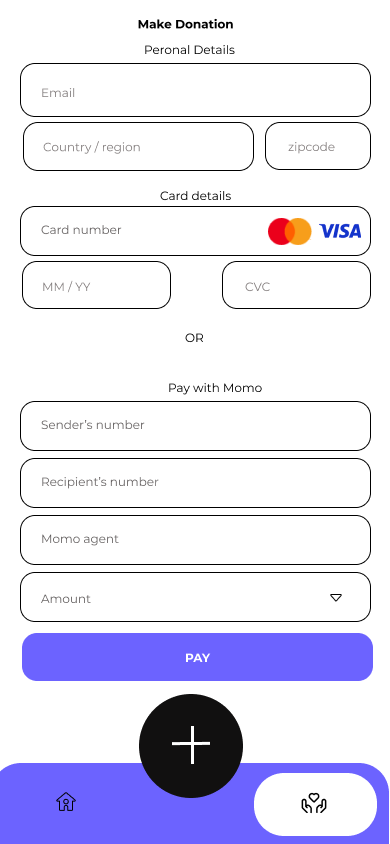 Make Donation
Peronal Details
Email
Country / region
zipcode
Card details
Card number
VISA
MM / YY
CVC
OR
Pay with Momo
Sender’s number
Recipient’s number
Momo agent
Amount
PAY